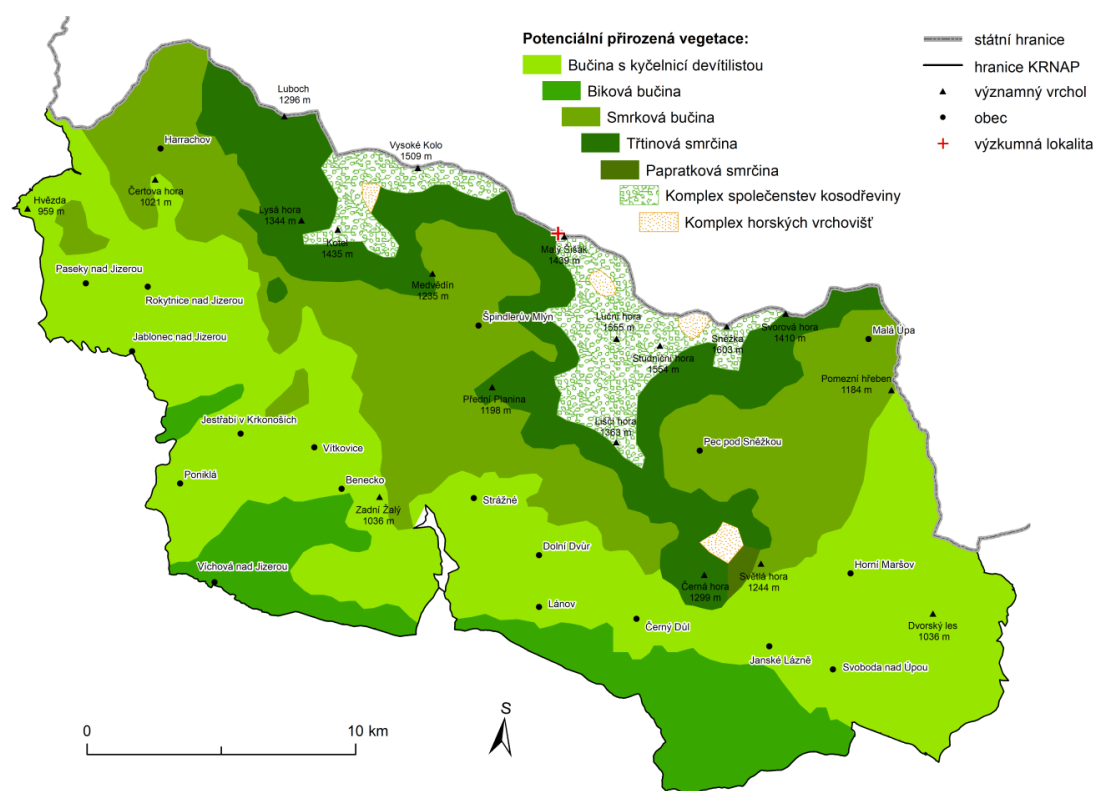 Potenciální přirozená vegetace:
Bučina s kyčelnicí devítilistou
Biková bučina
Smrková bučina
Třtinová smrčina
Papratková smrčina
Komplex společenstev kosodřeviny
Komplex horských vrchovišť
státní hranice
hranice KRNAP
významný vrchol
obec
výzkumná lokalita
Luboch
1296 m
Harrachov
Vysoké Kolo
1509 m
Čertova hora
1021 m
Hvězda
959 m
Lysá hora
1344 m
Kotel
1435 m
Malý Šišák
1439 m
Paseky nad Jizerou
Rokytnice nad Jizerou
Medvědín
1235 m
Luční hora
1555 m
Špindlerův Mlýn
Studniční hora
1554 m
Sněžka
1603 m
Svorová hora
1410 m
Malá Úpa
Jablonec nad Jizerou
Pomezní hřeben
1184 m
Přední Planina
1198 m
Jestřabí v Krkonoších
Liščí hora
1363 m
Vítkovice
Pec pod Sněžkou
Poniklá
Benecko
Zadní Žalý
1036 m
Strážné
Dolní Dvůr
Víchová nad Jizerou
Černá hora
1299 m
Světlá hora
1244 m
Horní Maršov
Lánov
Černý Důl
Dvorský les
1036 m
Janské Lázně
Svoboda nad Úpou
S
0
10 km